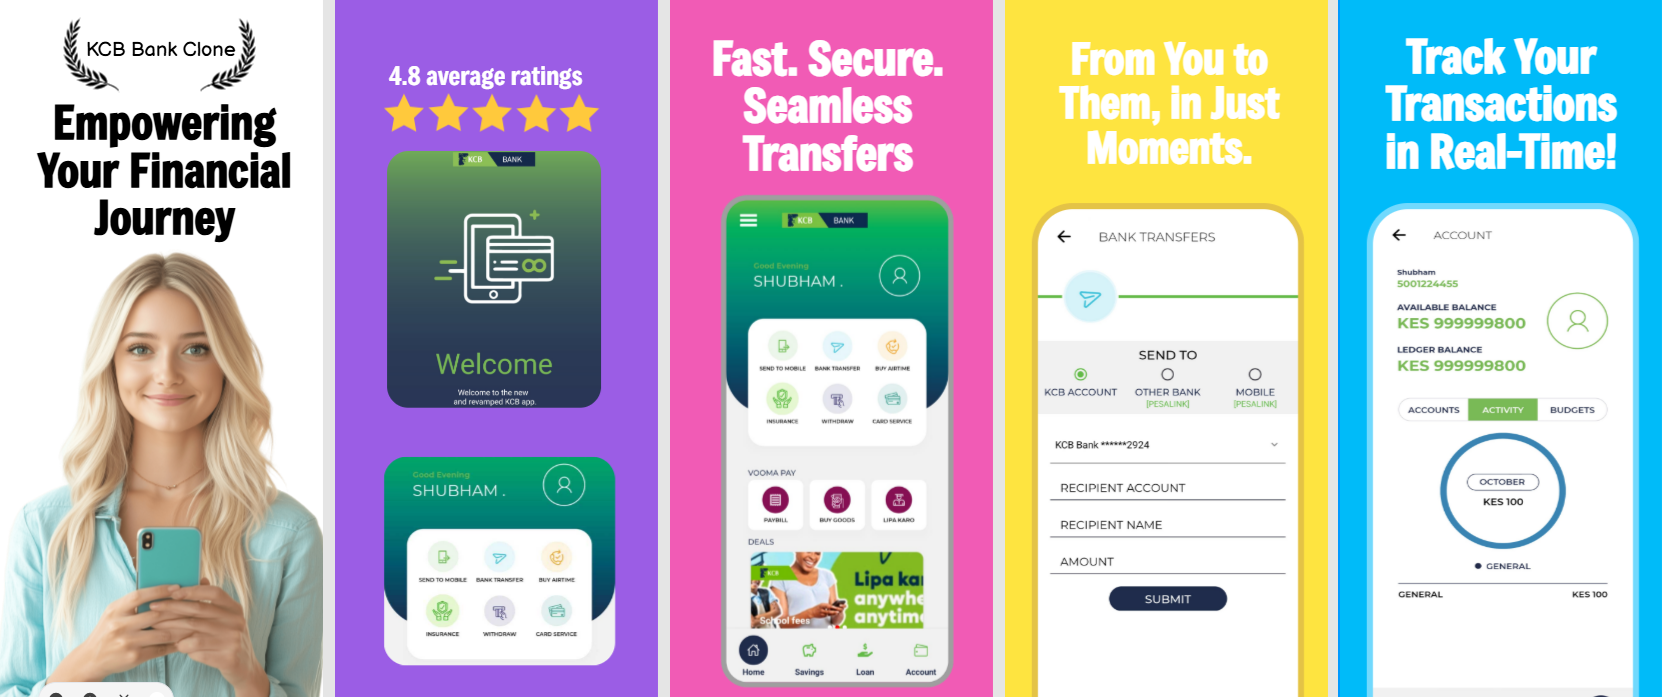 KCB Bank Clone
Empowering
Your Financial
Journey
4.8 average ratings
KCB BANK
Welcome
Welcome to the new
and revamped KCB app.
Good Evening
SHUBHAM .
SEND TO MOBILE BANK TRANSFER BUY AIRTIME
INSURANCE WITHDRAW CARD SERVICE
Fast. Secure.
Seamless
Transfers
KCB BANK
Good Evening
SHUBHAM .
SEND TO MOBILE BANK TRANSFER BUY AIRTIME
INSURANCE WITHDRAW CARD SERVICE
VOOMA PAY
PAYBILL BUY GOODS LIPA KARO
DEALS
KCB
Lipa kar
anywhe
anytim
School fees
Home Savings Loan Account
From You to
Them, in Just
Moments.
BANK TRANSFERS
SEND TO
KCB ACCOUNT OTHER BANK MOBILE
[PESALINK] [PESALINK]
KCB Bank ******2924
RECIPIENT ACCOUNT
RECIPIENT NAME
AMOUNT
SUBMIT
Track Your
Transactions
in Real-Time!
ACCOUNT
Shubham
5001224455
AVAILABLE BALANCE
KES 999999800
LEDGER BALANCE
KES 999999800
ACCOUNTS ACTIVITY BUDGETS
OCTOBER
KES 100
GENERAL
GENERAL KES 100